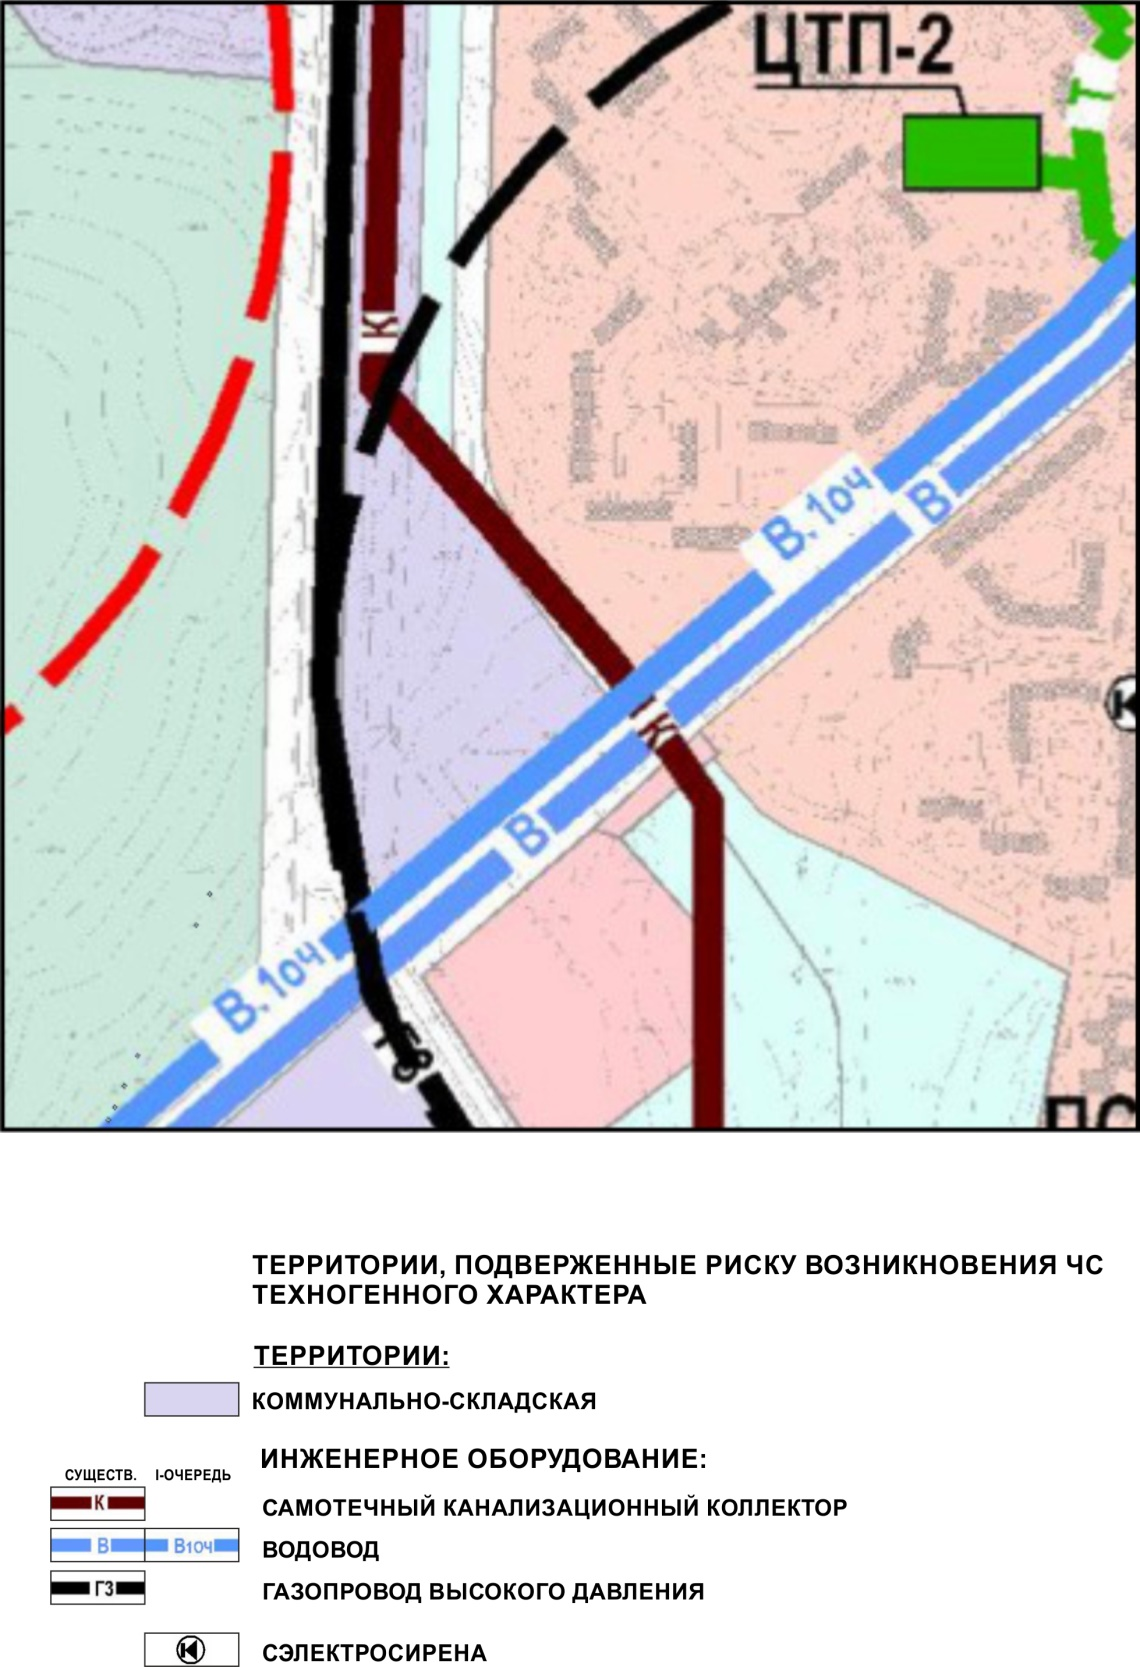 ЦТП-2
Т
К
В.1оч
В
К
К
В
В.1оч
Г3
ПС
ТЕРРИТОРИИ, ПОДВЕРЖЕННЫЕ РИСКУ ВОЗНИКНОВЕНИЯ ЧС
ТЕХНОГЕННОГО ХАРАКТЕРА
ТЕРРИТОРИИ:
КОММУНАЛЬНО-СКЛАДСКАЯ
ИНЖЕНЕРНОЕ ОБОРУДОВАНИЕ:
СУЩЕСТВ. I-ОЧЕРЕДЬ
К САМОТЕЧНЫЙ КАНАЛИЗАЦИОННЫЙ КОЛЛЕКТОР
В В1ОЧ ВОДОВОД
Г3 ГАЗОПРОВОД ВЫСОКОГО ДАВЛЕНИЯ
К СЭЛЕКТРОСИРЕНА